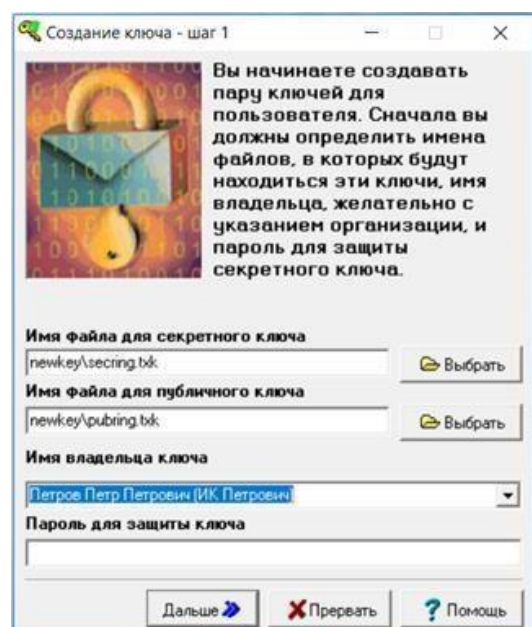 Создание ключа - шаг 1
Вы начинаете создавать
пару ключей для
пользователя. Сначала вы
должны определить имена
файлов, в которых будут
находиться эти ключи, имя
владельца, желательно с
указанием организации, и
пароль для защиты
секретного ключа.
Имя файла для секретного ключа
newkey\secring.txk
Выбрать
Имя файла для публичного ключа
newkey\pubring.txk
Выбрать
Имя владельца ключа
Петров Петр Петрович (ИК Петрович)
Пароль для защиты ключа
Дальше
Прервать
Помощь